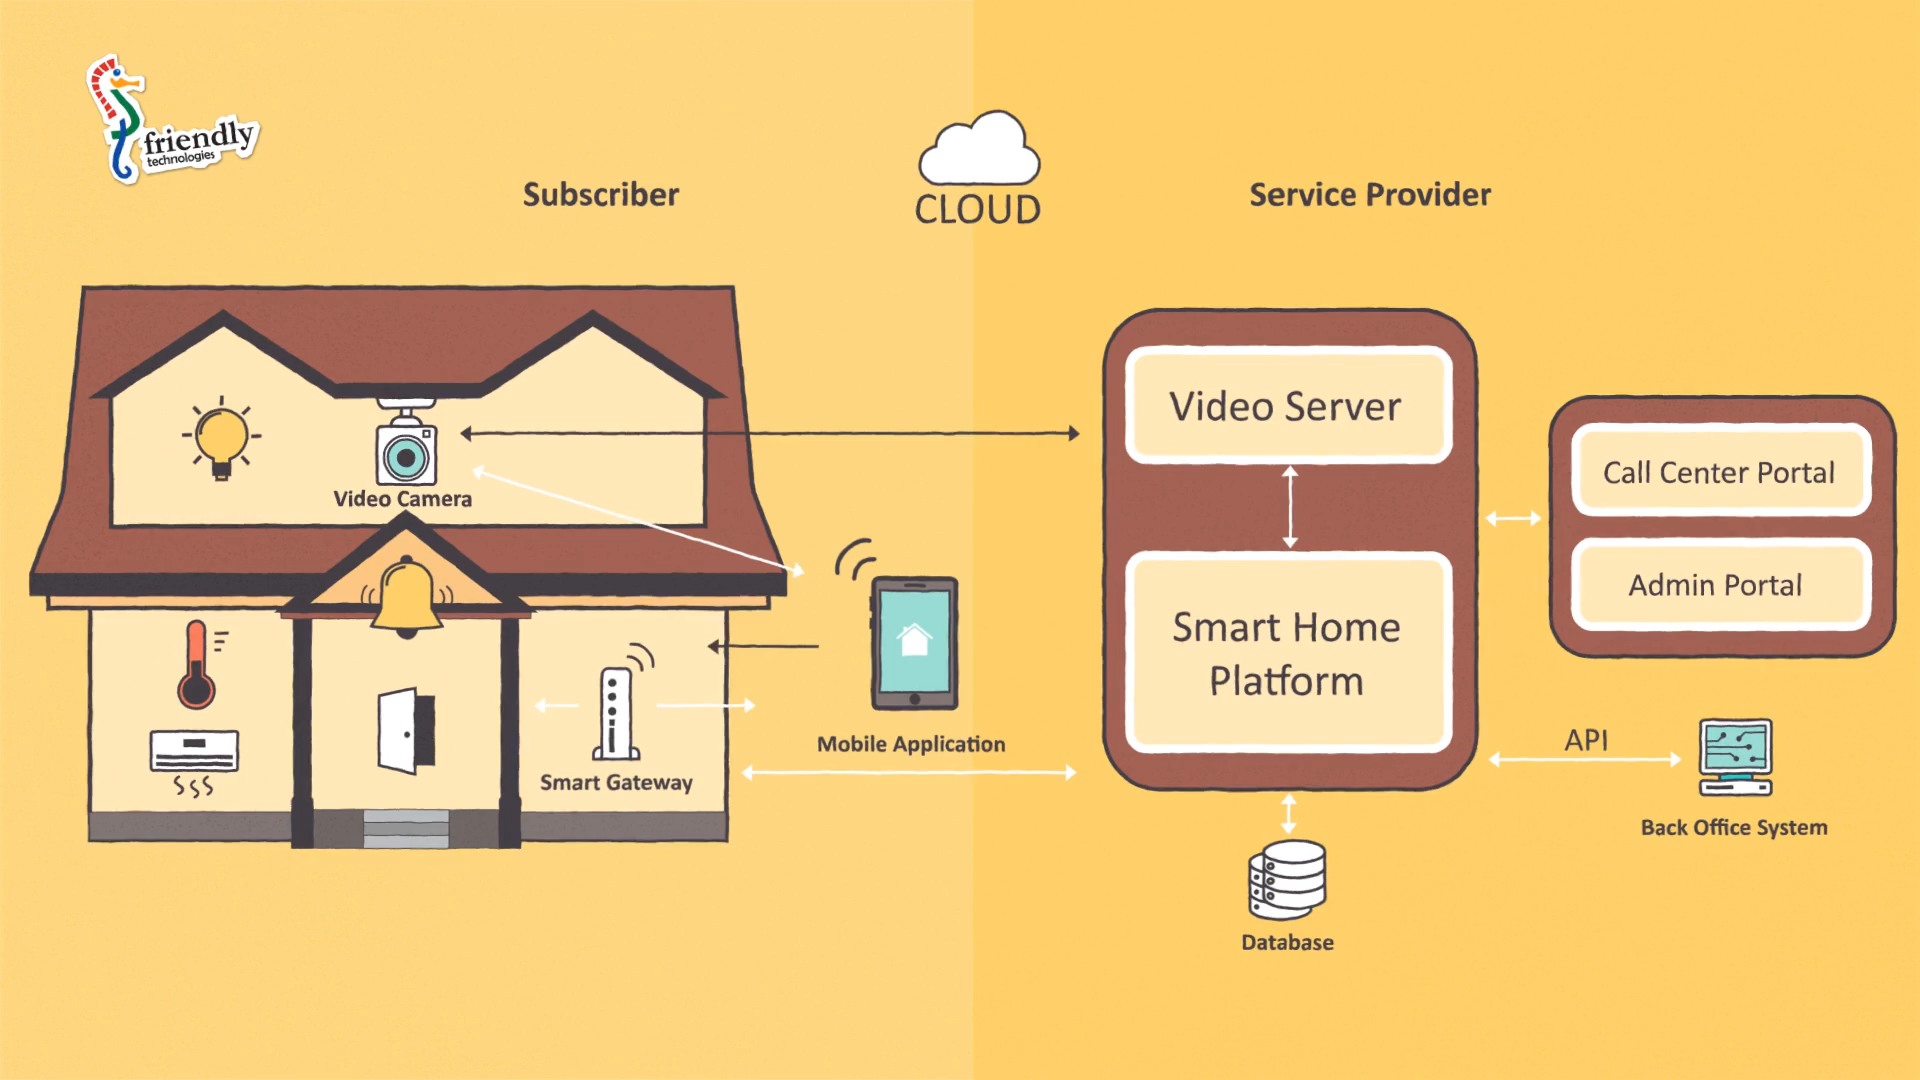 friendly
technologies
Subscriber
CLOUD
Service Provider
Video Camera
Video Server
Call Center Portal
Admin Portal
Smart Home
Platform
Mobile Application
Smart Gateway
API
Back Office System
Database